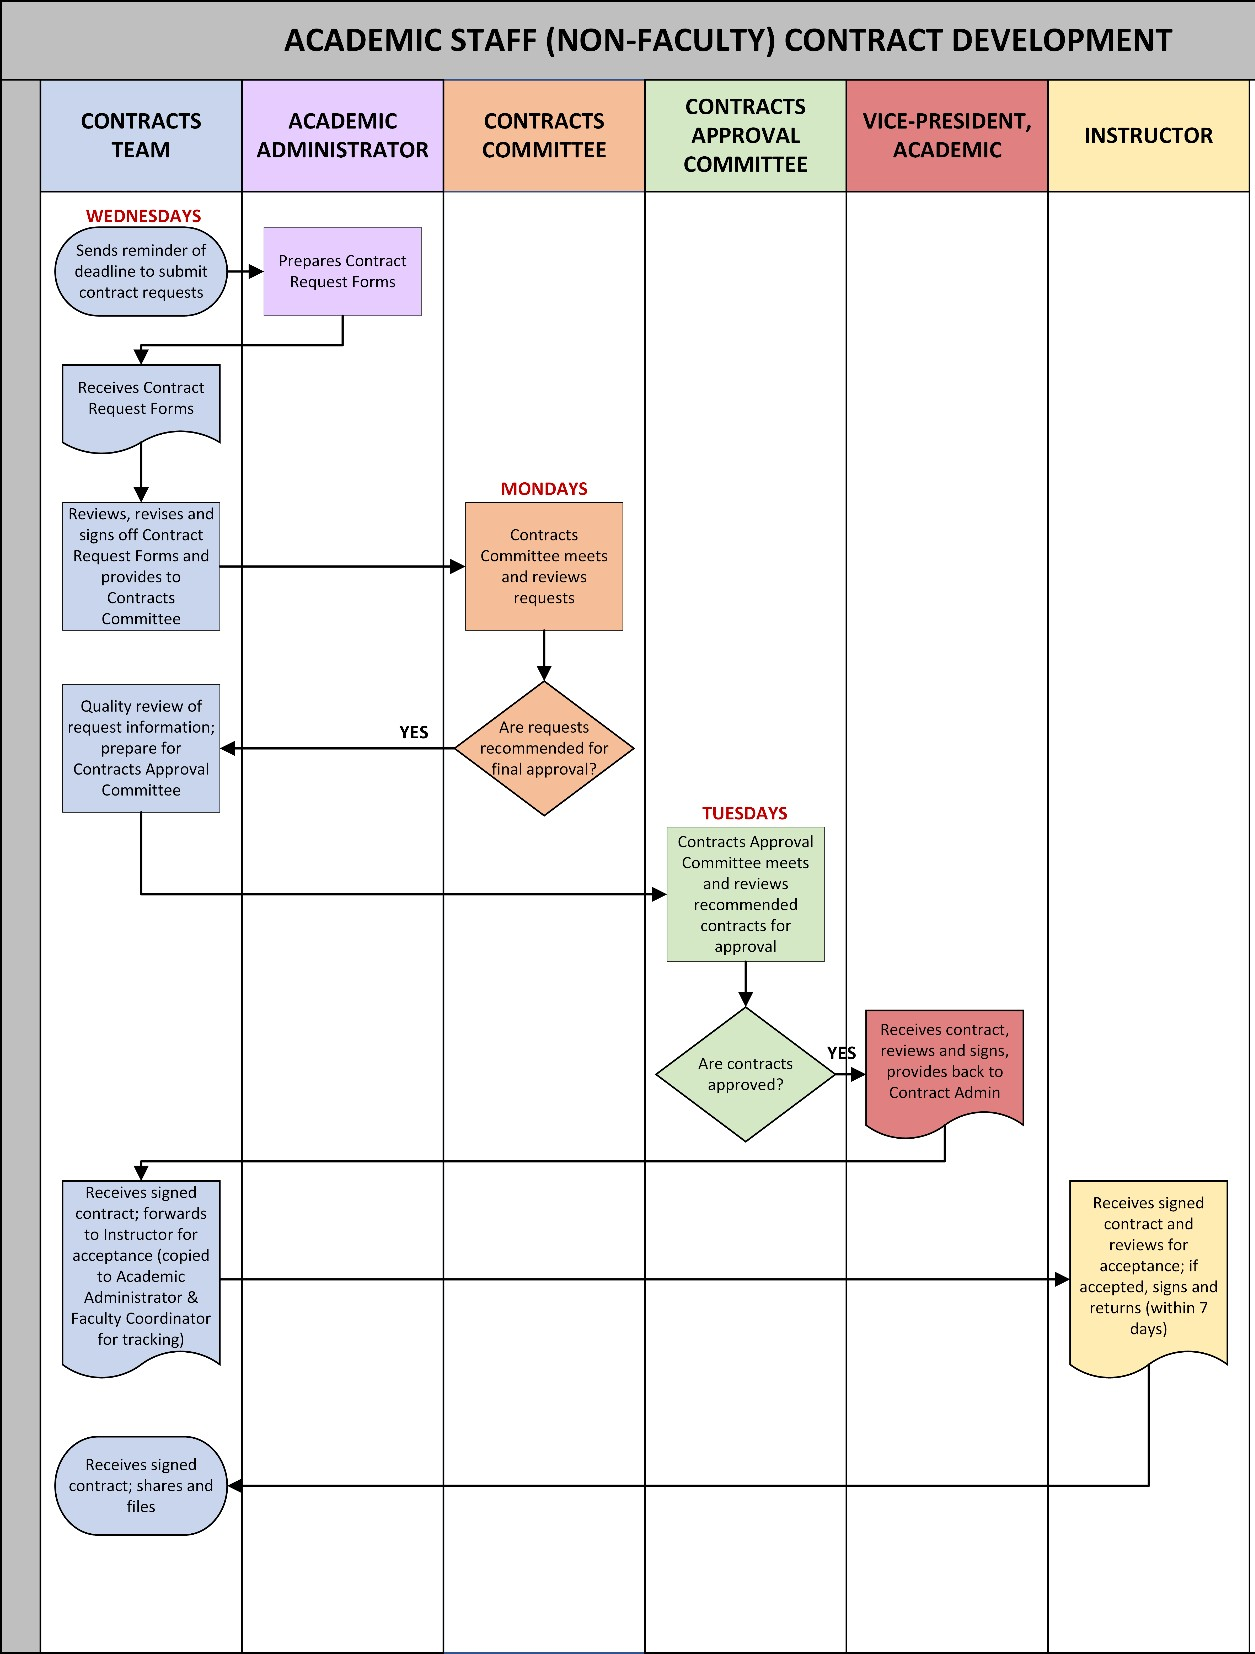 ACADEMIC STAFF (NON-FACULTY) CONTRACT DEVELOPMENT
CONTRACTS
TEAM
ACADEMIC
ADMINISTRATOR
CONTRACTS
COMMITTEE
CONTRACTS
APPROVAL
COMMITTEE
VICE-PRESIDENT,
ACADEMIC
INSTRUCTOR
WEDNESDAYS
Sends reminder of
deadline to submit
contract requests
Prepares Contract
Request Forms
Receives Contract
Request Forms
Reviews, revises and
signs off Contract
Request Forms and
provides to
Contracts
Committee
MONDAYS
Contracts
Committee meets
and reviews
requests
Are requests
recommended for
final approval?
YES
Quality review of
request information;
prepare for
Contracts Approval
Committee
TUESDAYS
Contracts Approval
Committee meets
and reviews
recommended
contracts for
approval
Are contracts
approved?
YES
Receives contract,
reviews and signs,
provides back to
Contract Admin
Receives signed
contract; forwards
to Instructor for
acceptance (copied
to Academic
Administrator &
Faculty Coordinator
for tracking)
Receives signed
contract and
reviews for
acceptance; if
accepted, signs and
returns (within 7
days)
Receives signed
contract; shares and
files